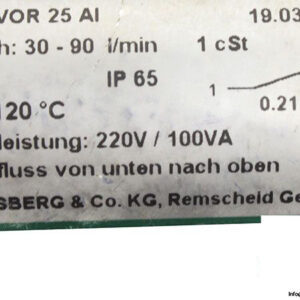 VOR 25 Al 19.03
h: 30 - 90 l/min 1 cSt
IP 65
1
120 °C 0.21
leistung: 220V / 100VA
fluss von unten nach oben
SBERG & Co. KG, Remscheid Ge